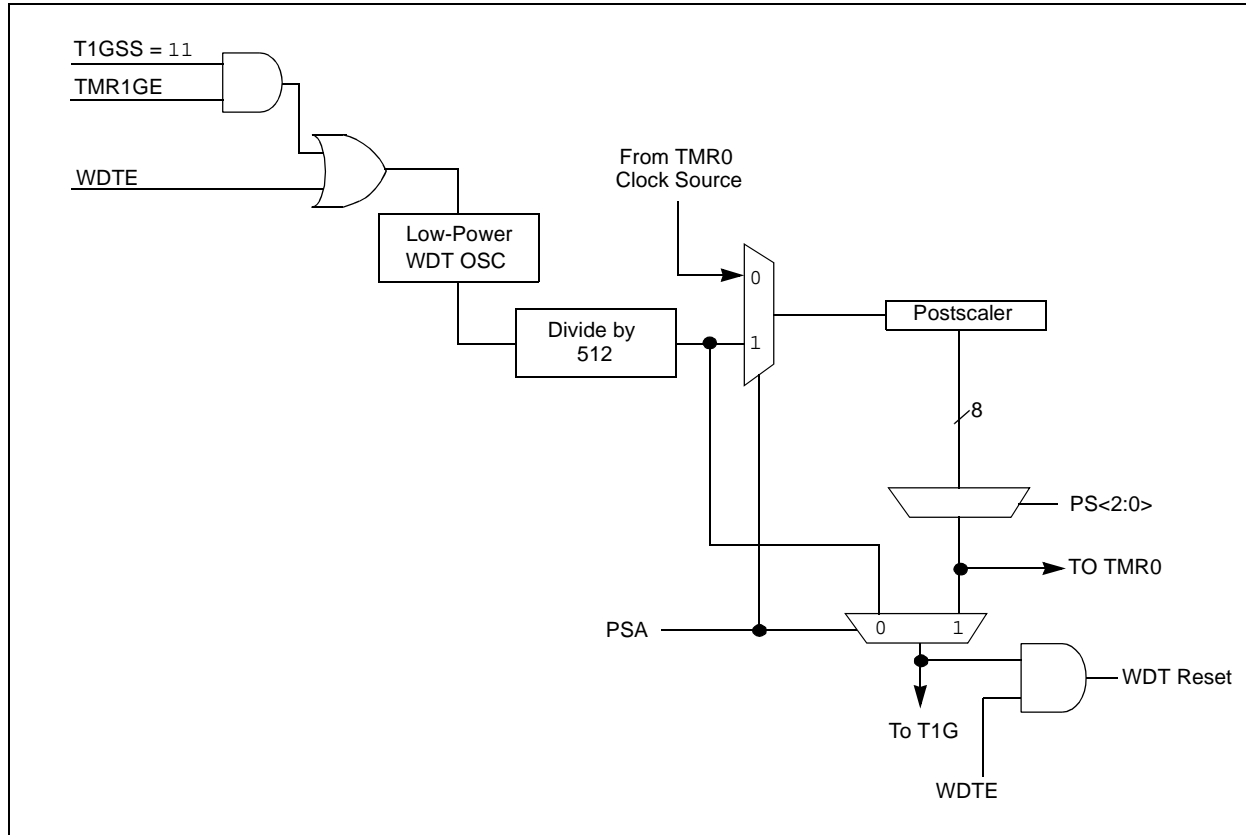 T1GSS = 11
TMR1GE
WDTE
From TMR0
Clock Source
Low-Power
WDT OSC
0
1
Divide by
512
Postscaler
8
PS<2:0>
TO TMR0
PSA
0
1
WDT Reset
To T1G
WDTE